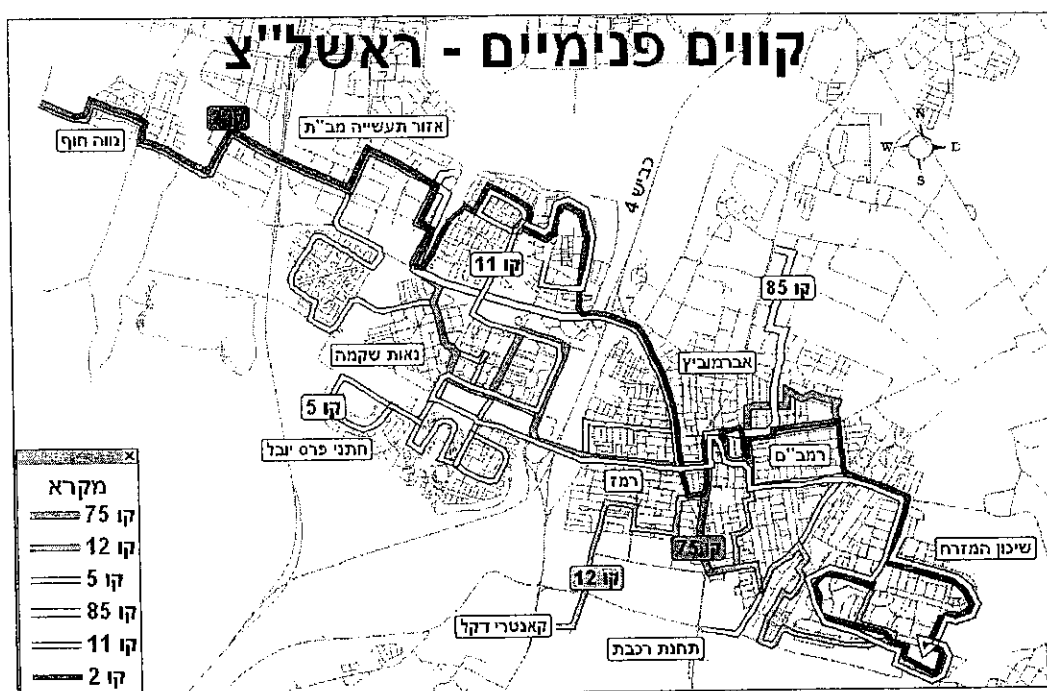 קווים פנימיים - ראשל''צ
אזור תעשייה מב''ת
נווה חוף
כביש 4
N
W E
S
קו 11
קו 85
נאות שקמה
אברמוביץ
קו 5
חתני פרס יובל
רמב''ם
רמז
קו 75
שיכון המזרח
קו 12
קאנטרי דקל
תחנת רכבת
מקרא
קו 75
קו 12
קו 5
קו 85
קו 11
קו 2